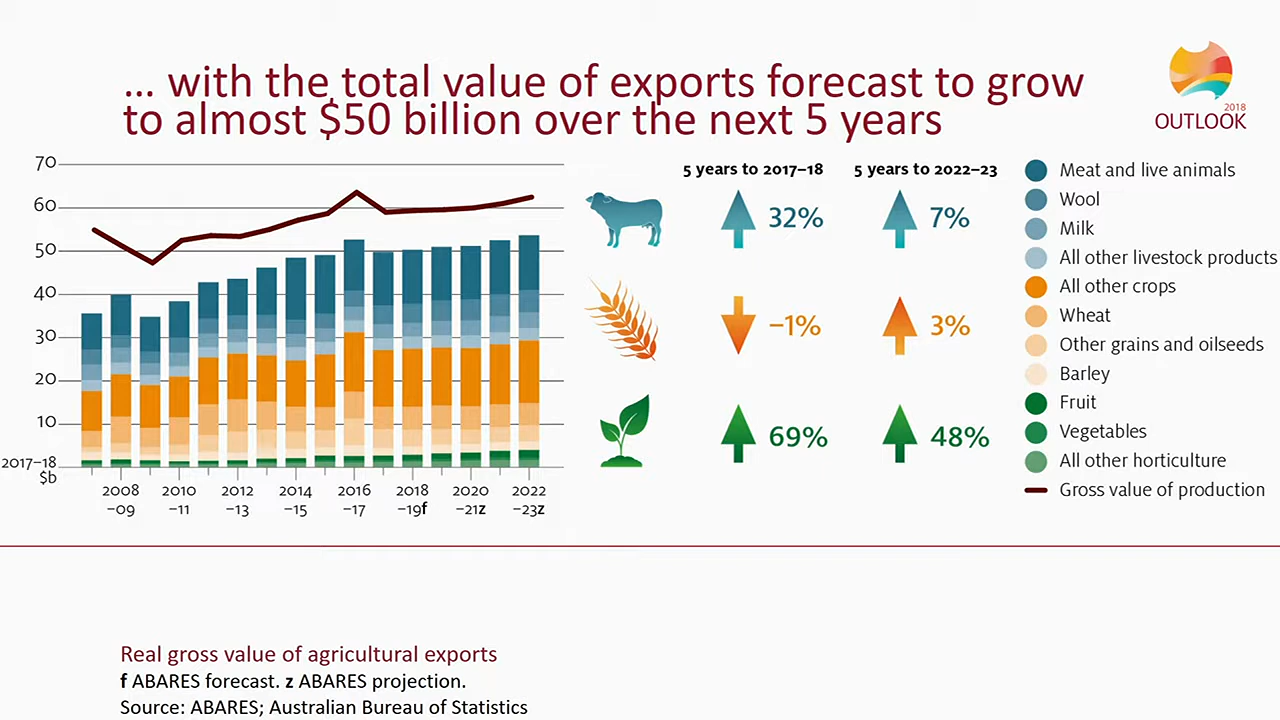 ... with the total value of exports forecast to grow
to almost $50 billion over the next 5 years
2018
OUTLOOK
70
60
50
40
30
20
10
2017–18
$b
2008
–09
2010
–11
2012
–13
2014
–15
2016
–17
2018
–19f
2020
–21z
2022
–23z
5 years to 2017–18
5 years to 2022–23
32%
7%
–1%
3%
69%
48%
Meat and live animals
Wool
Milk
All other livestock products
All other crops
Wheat
Other grains and oilseeds
Barley
Fruit
Vegetables
All other horticulture
Gross value of production
Real gross value of agricultural exports
f ABARES forecast. z ABARES projection.
Source: ABARES; Australian Bureau of Statistics